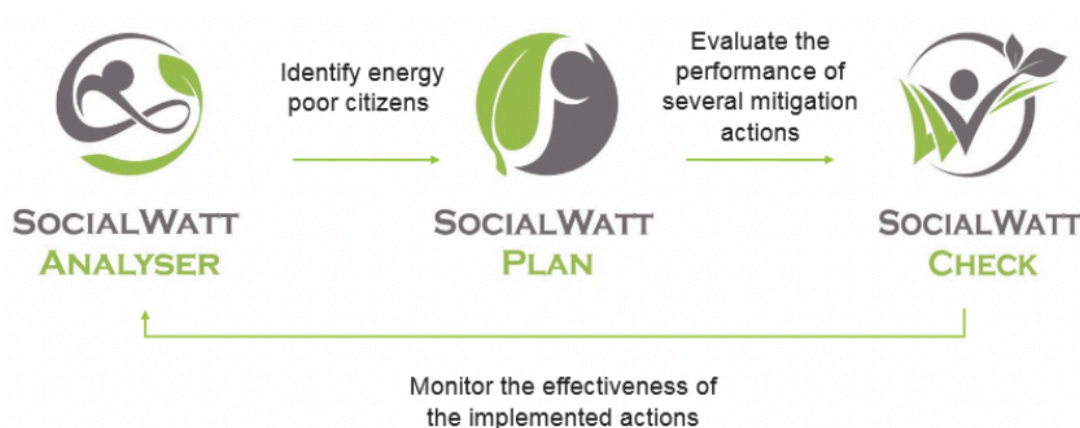 Identify energy
poor citizens
Evaluate the
performance of
several mitigation
actions
SOCIALWATT
ANALYSER
SOCIALWATT
PLAN
SOCIALWATT
CHECK
Monitor the effectiveness of
the implemented actions